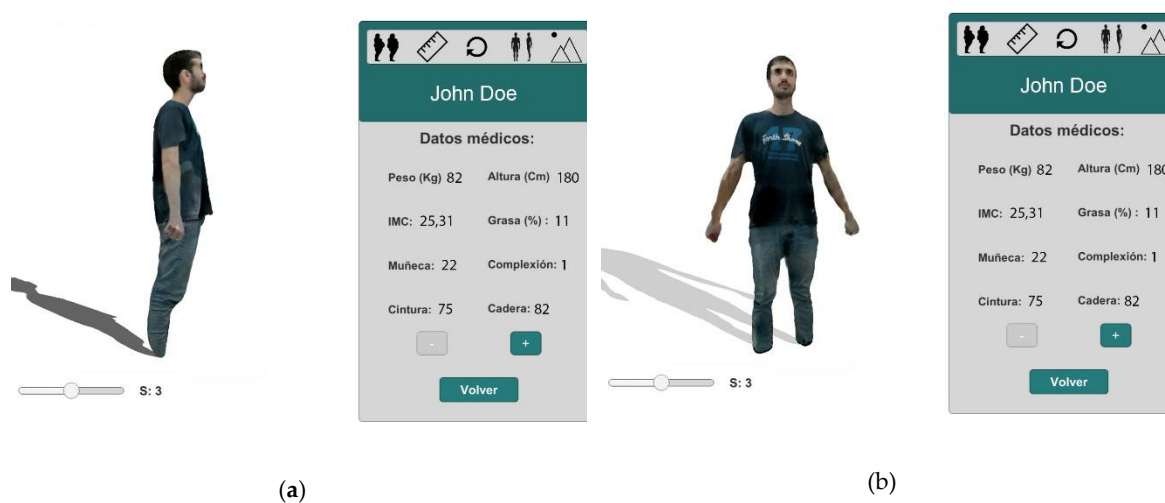 John Doe
Datos médicos:
Peso (Kg) 82 Altura (Cm) 180
IMC: 25,31 Grasa (%) : 11
Muñeca: 22 Complexión: 1
Cintura: 75 Cadera: 82
- +
Volver
S: 3
(a)
John Doe
Datos médicos:
Peso (Kg) 82 Altura (Cm) 180
IMC: 25,31 Grasa (%) : 11
Muñeca: 22 Complexión: 1
Cintura: 75 Cadera: 82
- +
Volver
S: 3
47
(b)